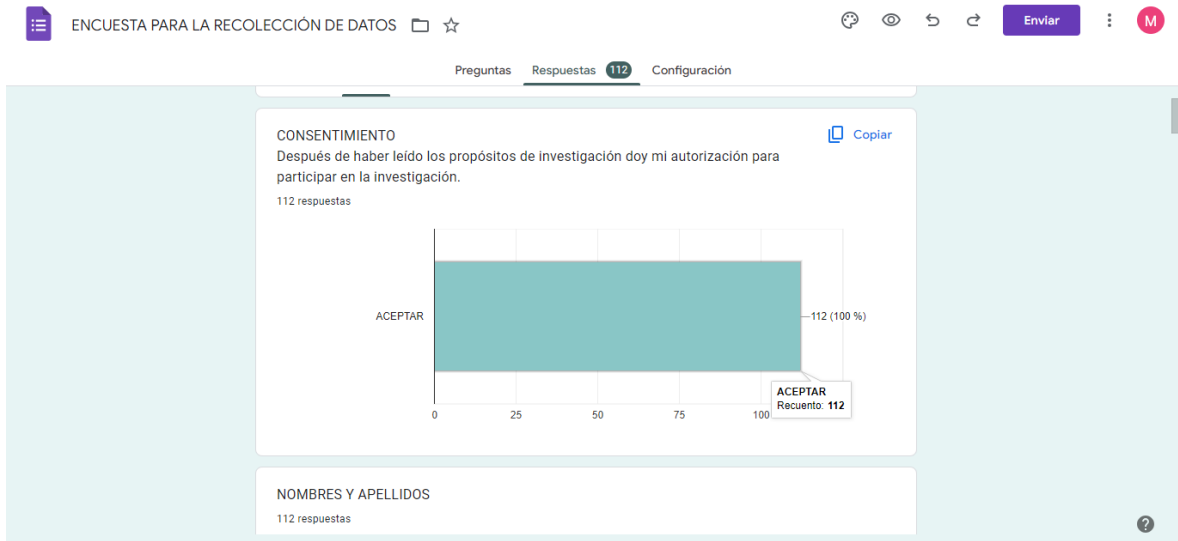 ENCUESTA PARA LA RECOLECCIÓN DE DATOS
Enviar
M
Preguntas Respuestas 112 Configuración
CONSENTIMIENTO
Copiar
Después de haber leído los propósitos de investigación doy mi autorización para
participar en la investigación.
112 respuestas
ACEPTAR
112 (100 %)
ACEPTAR
Recuento: 112
0 25 50 75 100
NOMBRES Y APELLIDOS
112 respuestas